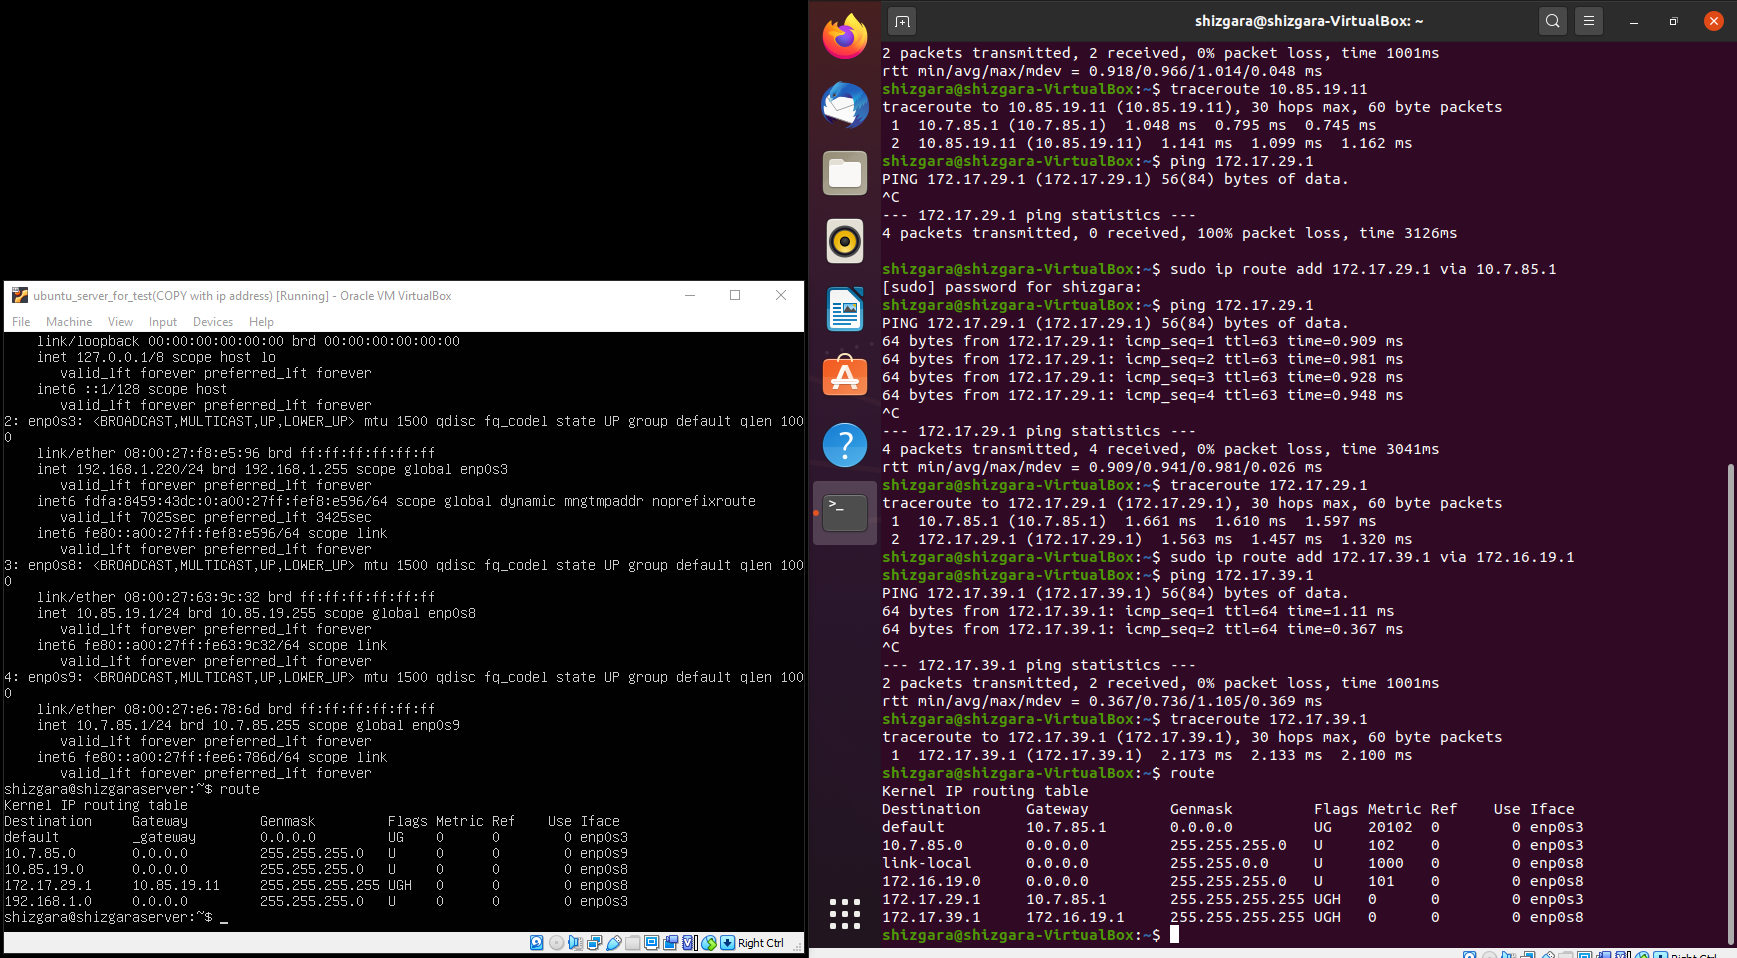 ubuntu_server_for_test(COPY with ip address) [Running] - Oracle VM VirtualBox
File Machine View Input Devices Help
link/loopback 00:00:00:00:00:00 brd 00:00:00:00:00:00
inet 127.0.0.1/8 scope host lo
valid_lft forever preferred_lft forever
inet6 ::1/128 scope host
valid_lft forever preferred_lft forever
2: enp0s3: <BROADCAST,MULTICAST,UP,LOWER_UP> mtu 1500 qdisc fq_codel state UP group default qlen 100
0
link/ether 08:00:27:f8:e5:96 brd ff:ff:ff:ff:ff:ff
inet 192.168.1.220/24 brd 192.168.1.255 scope global enp0s3
valid_lft forever preferred_lft forever
inet6 fdfa:8459:43dc:0:a00:27ff:fef8:e596/64 scope global dynamic mngtmpaddr noprefixroute
valid_lft 7025sec preferred_lft 3425sec
inet6 fe80::a00:27ff:fef8:e596/64 scope link
valid_lft forever preferred_lft forever
3: enp0s8: <BROADCAST,MULTICAST,UP,LOWER_UP> mtu 1500 qdisc fq_codel state UP group default qlen 100
0
link/ether 08:00:27:63:9c:32 brd ff:ff:ff:ff:ff:ff
inet 10.85.19.1/24 brd 10.85.19.255 scope global enp0s8
valid_lft forever preferred_lft forever
inet6 fe80::a00:27ff:fe63:9c32/64 scope link
valid_lft forever preferred_lft forever
4: enp0s9: <BROADCAST,MULTICAST,UP,LOWER_UP> mtu 1500 qdisc fq_codel state UP group default qlen 100
0
link/ether 08:00:27:e6:78:6d brd ff:ff:ff:ff:ff:ff
inet 10.7.85.1/24 brd 10.7.85.255 scope global enp0s9
valid_lft forever preferred_lft forever
inet6 fe80::a00:27ff:fee6:786d/64 scope link
valid_lft forever preferred_lft forever
shizgara@shizgaraserver:~$ route
Kernel IP routing table
Destination Gateway Genmask Flags Metric Ref Use Iface
default _gateway 0.0.0.0 UG 0 0 0 enp0s3
10.7.85.0 0.0.0.0 255.255.255.0 U 0 0 0 enp0s9
10.85.19.0 0.0.0.0 255.255.255.0 U 0 0 0 enp0s8
172.17.29.1 10.85.19.11 255.255.255.255 UGH 0 0 0 enp0s8
192.168.1.0 0.0.0.0 255.255.255.0 U 0 0 0 enp0s3
shizgara@shizgaraserver:~$ _
Right Ctrl
shizgara@shizgara-VirtualBox: ~
2 packets transmitted, 2 received, 0% packet loss, time 1001ms
rtt min/avg/max/mdev = 0.918/0.966/1.014/0.048 ms
shizgara@shizgara-VirtualBox:~$ traceroute 10.85.19.11
traceroute to 10.85.19.11 (10.85.19.11), 30 hops max, 60 byte packets
1 10.7.85.1 (10.7.85.1) 1.048 ms 0.795 ms 0.745 ms
2 10.85.19.11 (10.85.19.11) 1.141 ms 1.099 ms 1.162 ms
shizgara@shizgara-VirtualBox:~$ ping 172.17.29.1
PING 172.17.29.1 (172.17.29.1) 56(84) bytes of data.
^C
--- 172.17.29.1 ping statistics ---
4 packets transmitted, 0 received, 100% packet loss, time 3126ms
shizgara@shizgara-VirtualBox:~$ sudo ip route add 172.17.29.1 via 10.7.85.1
[sudo] password for shizgara:
shizgara@shizgara-VirtualBox:~$ ping 172.17.29.1
PING 172.17.29.1 (172.17.29.1) 56(84) bytes of data.
64 bytes from 172.17.29.1: icmp_seq=1 ttl=63 time=0.909 ms
64 bytes from 172.17.29.1: icmp_seq=2 ttl=63 time=0.981 ms
64 bytes from 172.17.29.1: icmp_seq=3 ttl=63 time=0.928 ms
64 bytes from 172.17.29.1: icmp_seq=4 ttl=63 time=0.948 ms
^C
--- 172.17.29.1 ping statistics ---
4 packets transmitted, 4 received, 0% packet loss, time 3041ms
rtt min/avg/max/mdev = 0.909/0.941/0.981/0.026 ms
shizgara@shizgara-VirtualBox:~$ traceroute 172.17.29.1
traceroute to 172.17.29.1 (172.17.29.1), 30 hops max, 60 byte packets
1 10.7.85.1 (10.7.85.1) 1.661 ms 1.610 ms 1.597 ms
2 172.17.29.1 (172.17.29.1) 1.563 ms 1.457 ms 1.320 ms
shizgara@shizgara-VirtualBox:~$ sudo ip route add 172.17.39.1 via 172.16.19.1
shizgara@shizgara-VirtualBox:~$ ping 172.17.39.1
PING 172.17.39.1 (172.17.39.1) 56(84) bytes of data.
64 bytes from 172.17.39.1: icmp_seq=1 ttl=64 time=1.11 ms
64 bytes from 172.17.39.1: icmp_seq=2 ttl=64 time=0.367 ms
^C
--- 172.17.39.1 ping statistics ---
2 packets transmitted, 2 received, 0% packet loss, time 1001ms
rtt min/avg/max/mdev = 0.367/0.736/1.105/0.369 ms
shizgara@shizgara-VirtualBox:~$ traceroute 172.17.39.1
traceroute to 172.17.39.1 (172.17.39.1), 30 hops max, 60 byte packets
1 172.17.39.1 (172.17.39.1) 2.173 ms 2.133 ms 2.100 ms
shizgara@shizgara-VirtualBox:~$ route
Kernel IP routing table
Destination Gateway Genmask Flags Metric Ref Use Iface
default 10.7.85.1 0.0.0.0 UG 20102 0 0 enp0s3
10.7.85.0 0.0.0.0 255.255.255.0 U 102 0 0 enp0s3
link-local 0.0.0.0 255.255.0.0 U 1000 0 0 enp0s8
172.16.19.0 0.0.0.0 255.255.255.0 U 101 0 0 enp0s8
172.17.29.1 10.7.85.1 255.255.255.255 UGH 0 0 0 enp0s3
172.17.39.1 172.16.19.1 255.255.255.255 UGH 0 0 0 enp0s8
shizgara@shizgara-VirtualBox:~$
Right Ctrl